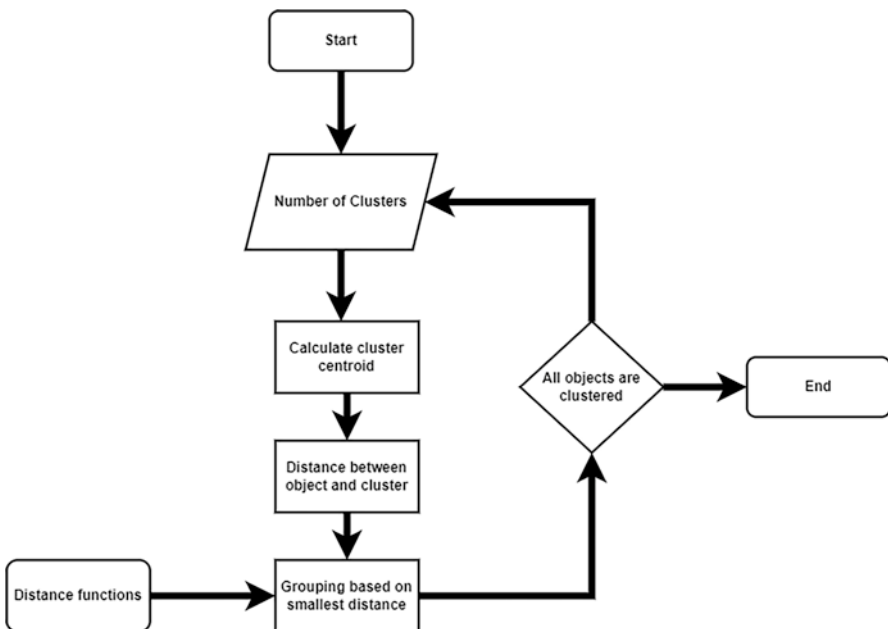 Start
Number of Clusters
Calculate cluster
centroid
All objects are
clustered
End
Distance between
object and cluster
Distance functions
Grouping based on
smallest distance